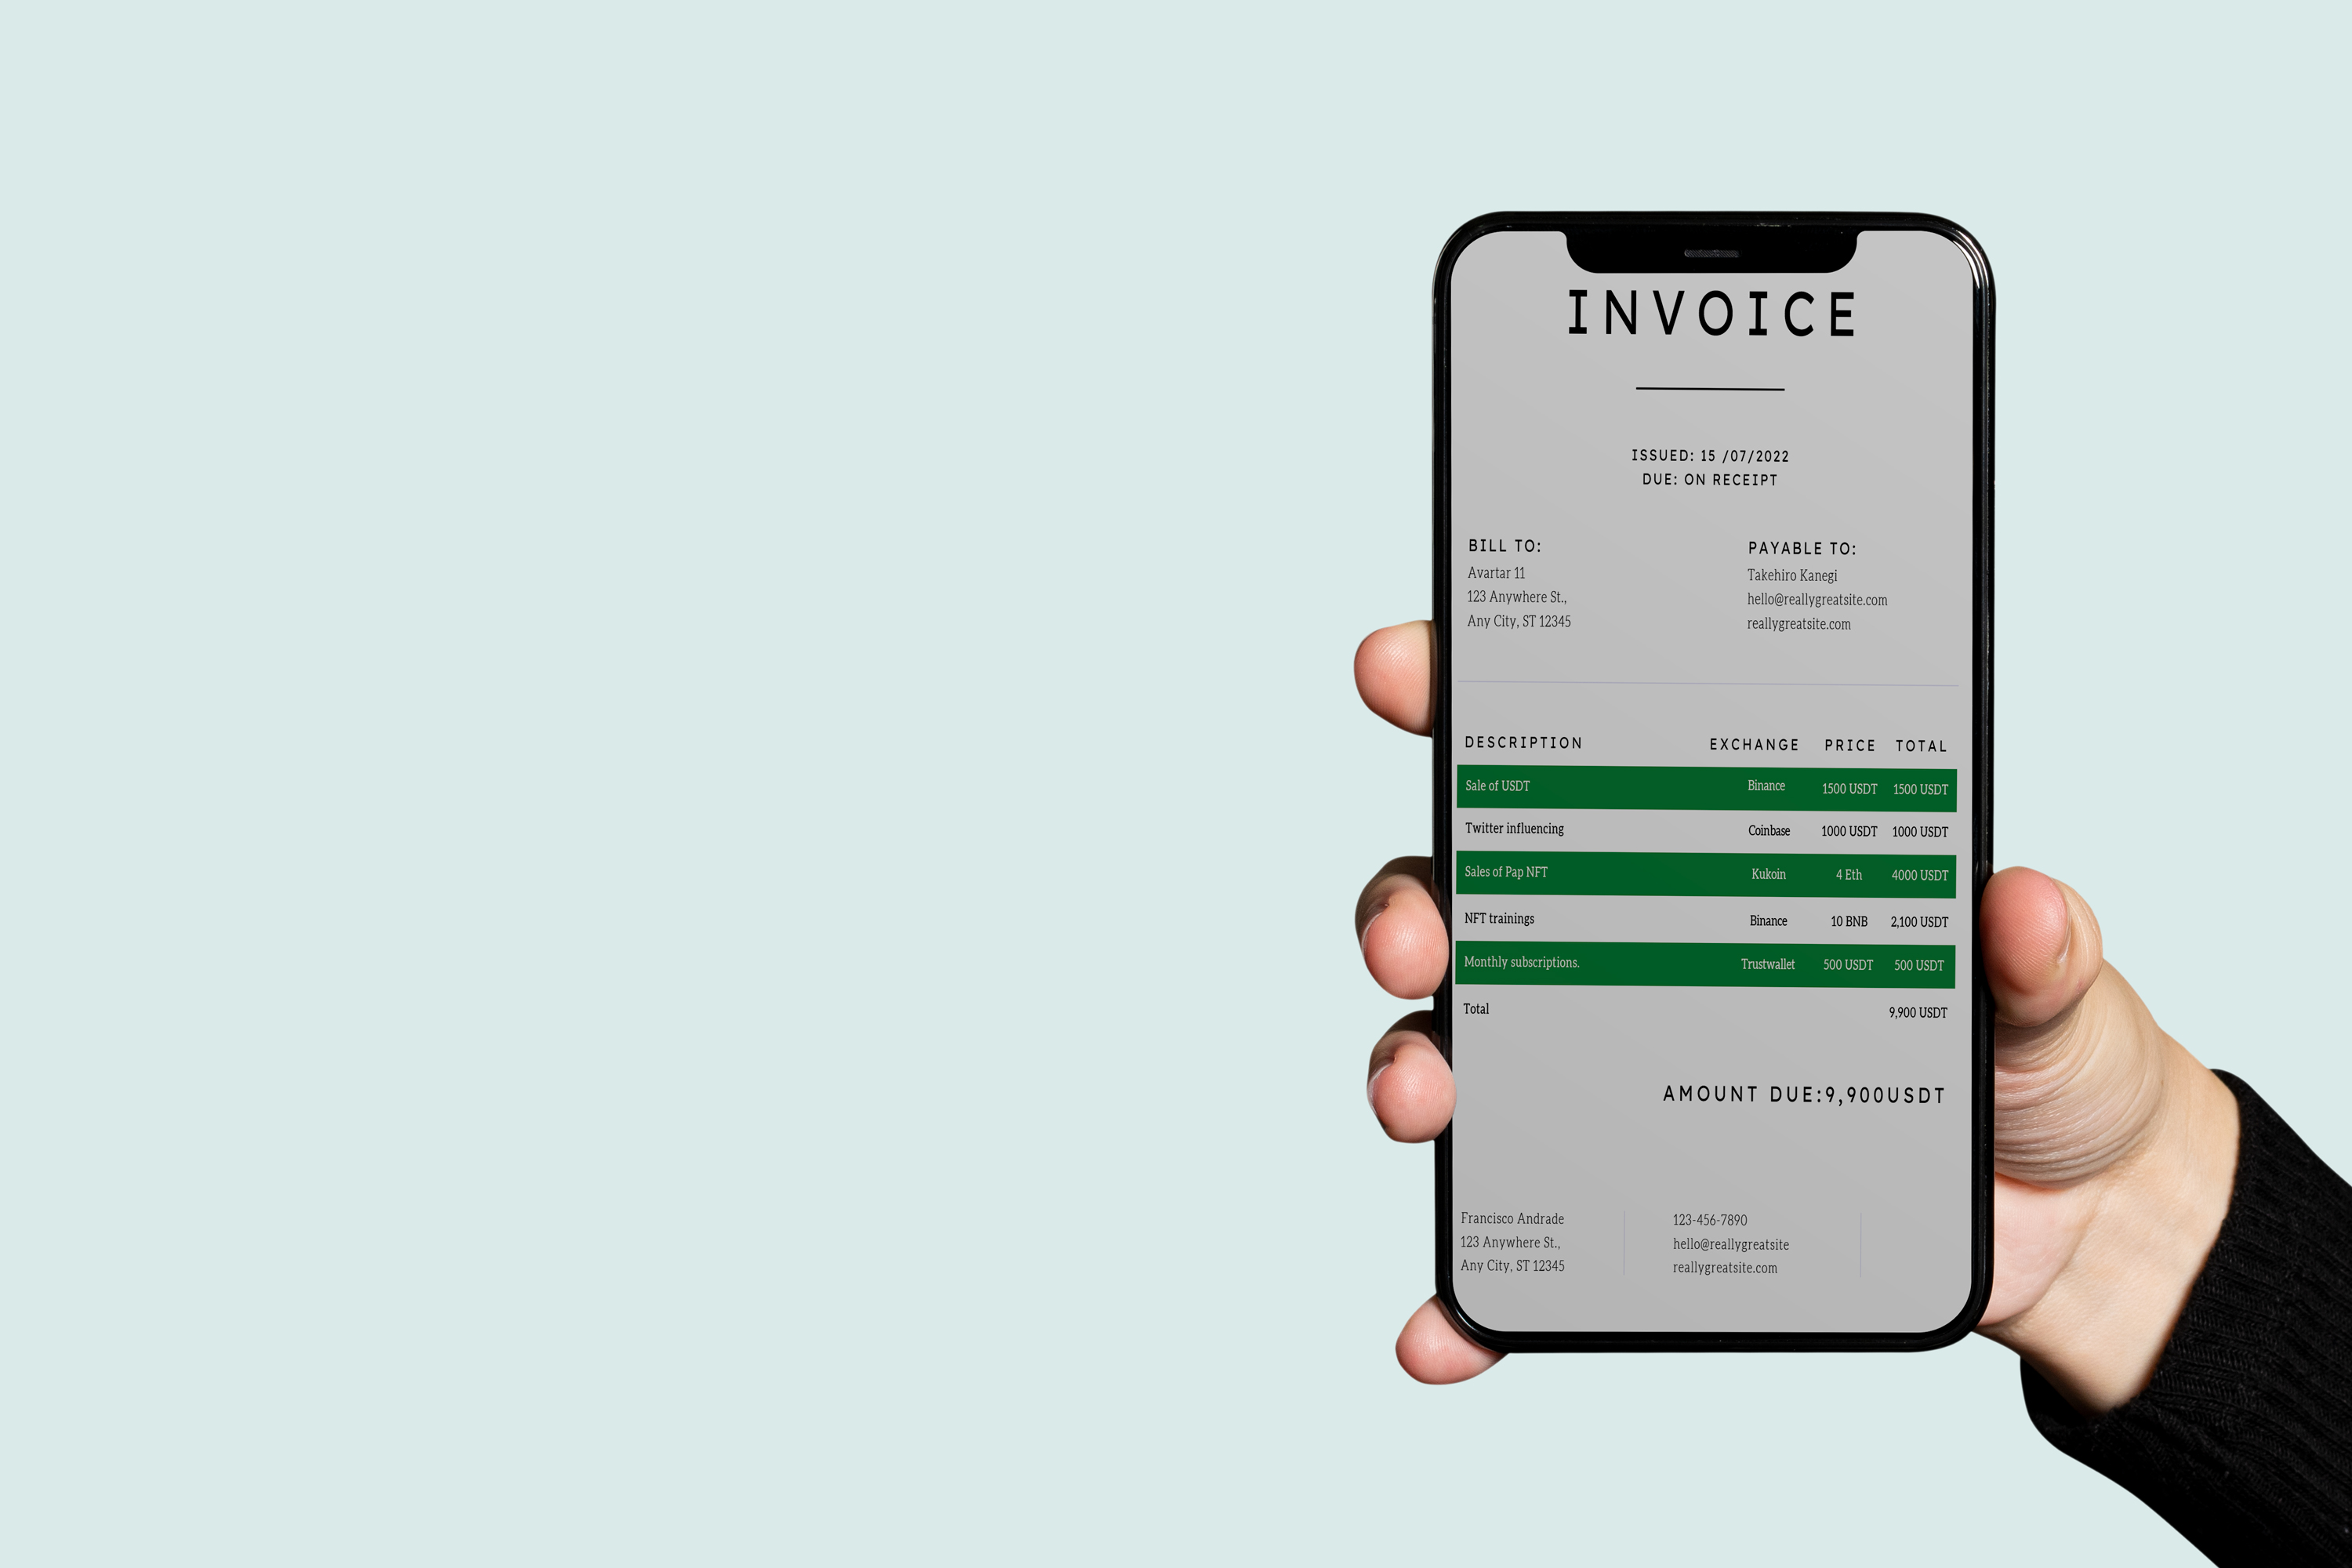 INVOICE
ISSUED: 15 /07/2022
DUE: ON RECEIPT
BILL TO:
Avartar 11
123 Anywhere St.,
Any City, ST 12345
PAYABLE TO:
Takehiro Kanegi
hello@reallygreatsite.com
reallygreatsite.com
DESCRIPTION EXCHANGE PRICE TOTAL
Sale of USDT Binance 1500 USDT 1500 USDT
Twitter influencing Coinbase 1000 USDT 1000 USDT
Sales of Pap NFT Kukoin 4 Eth 4000 USDT
NFT trainings Binance 10 BNB 2,100 USDT
Monthly subscriptions. Trustwallet 500 USDT 500 USDT
Total 9,900 USDT
AMOUNT DUE:9,900USDT
Francisco Andrade
123 Anywhere St.,
Any City, ST 12345
123-456-7890
hello@reallygreatsite
reallygreatsite.com